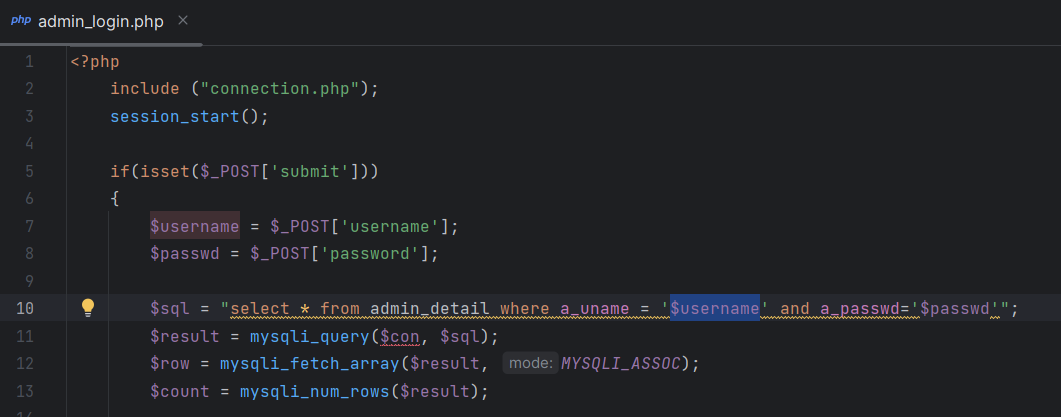 php admin_login.php ×
1 <?php
2 include ("connection.php");
3 session_start();
4
5 if(isset($_POST['submit']))
6 {
7 $username = $_POST['username'];
8 $passwd = $_POST['password'];
9
10 $sql = "select * from admin_detail where a_uname = '$username' and a_passwd='$passwd'";
11 $result = mysqli_query($con, $sql);
12 $row = mysqli_fetch_array($result, mode: MYSQLI_ASSOC);
13 $count = mysqli_num_rows($result);